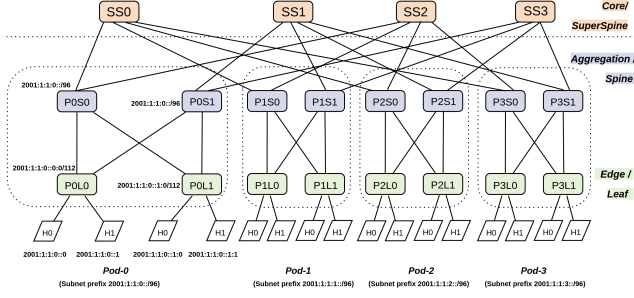 SS0 SS1 SS2 SS3 Core/
SuperSpine
Aggregation /
Spine
2001:1:1:0::/96
P0S0 2001:1:1:0::/96 P0S1 P1S0 P1S1 P2S0 P2S1 P3S0 P3S1
2001:1:1:0::0:0/112 Edge /
P0L0 2001:1:1:0::1:0/112 P0L1 P1L0 P1L1 P2L0 P2L1 P3L0 P3L1
Leaf
H0 H1 H0 H1 H0 H1 H0 H1 H0 H1 H0 H1 H0 H1 H0 H1
2001:1:1:0::0 2001:1:1:0::1 2001:1:1:0::1:0 2001:1:1:0::1:1
Pod-0 Pod-1 Pod-2 Pod-3
(Subnet prefix 2001:1:1:0::/96) (Subnet prefix 2001:1:1:1::/96) (Subnet prefix 2001:1:1:2::/96) (Subnet prefix 2001:1:1:3::/96)